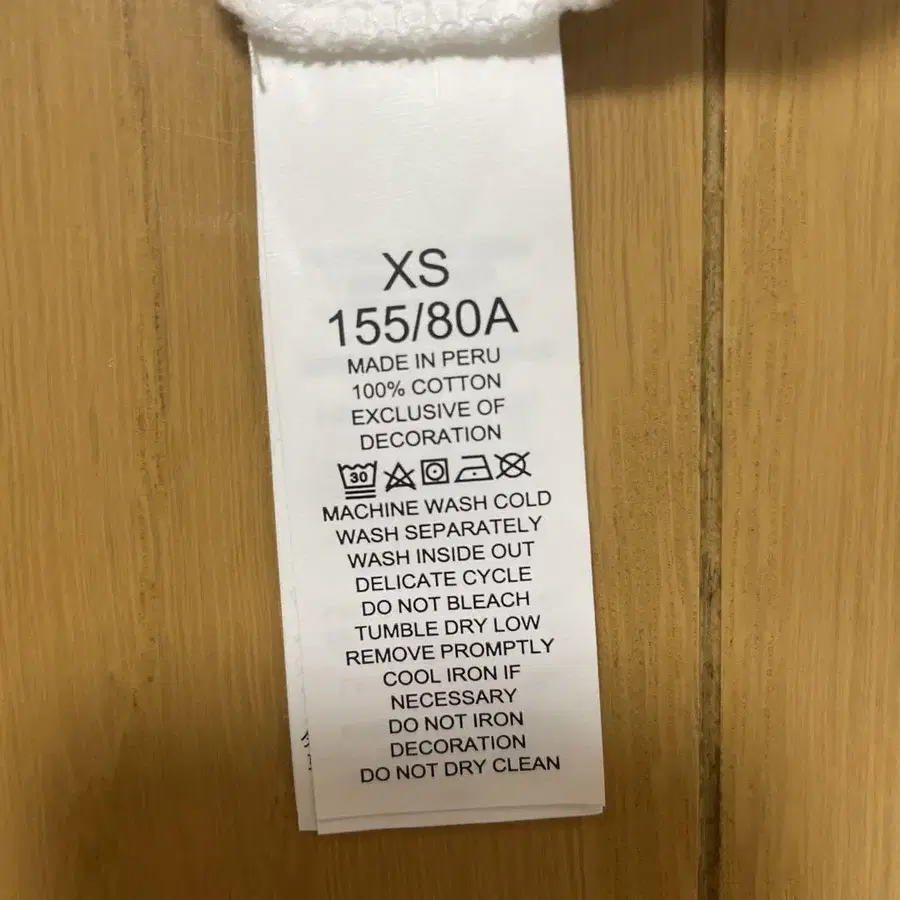 XS
155/80A
MADE IN PERU
100% COTTON
EXCLUSIVE OF
DECORATION
30
MACHINE WASH COLD
WASH SEPARATELY
WASH INSIDE OUT
DELICATE CYCLE
DO NOT BLEACH
TUMBLE DRY LOW
REMOVE PROMPTLY
COOL IRON IF
NECESSARY
DO NOT IRON
DECORATION
DO NOT DRY CLEAN